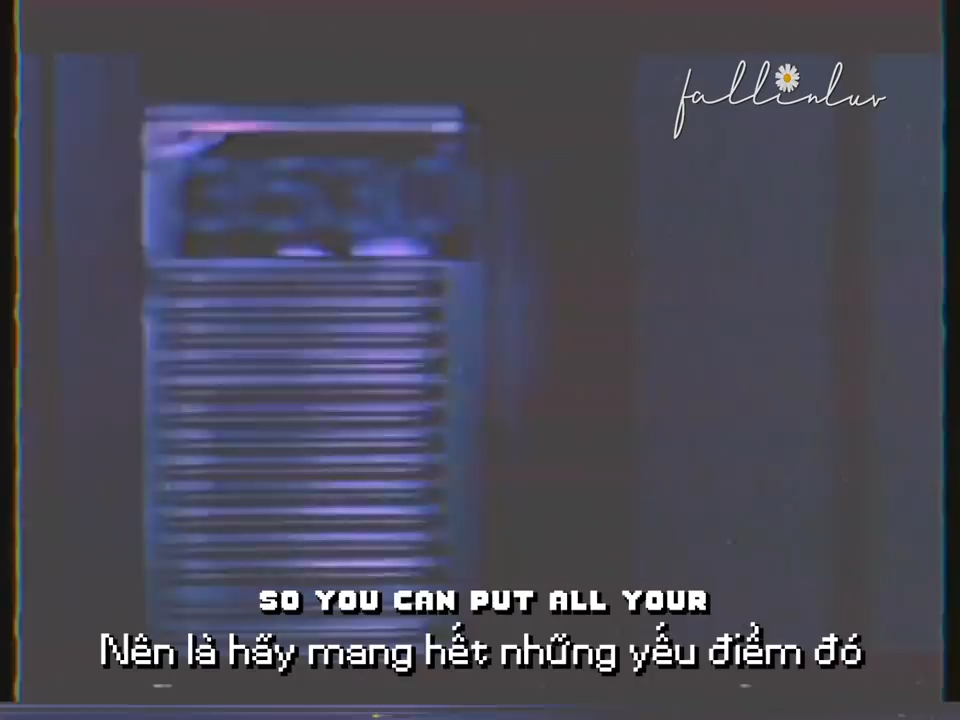 fallinluv
SO YOU CAN PUT ALL YOUR
Nên là hãy mang hết những yếu điểm đó